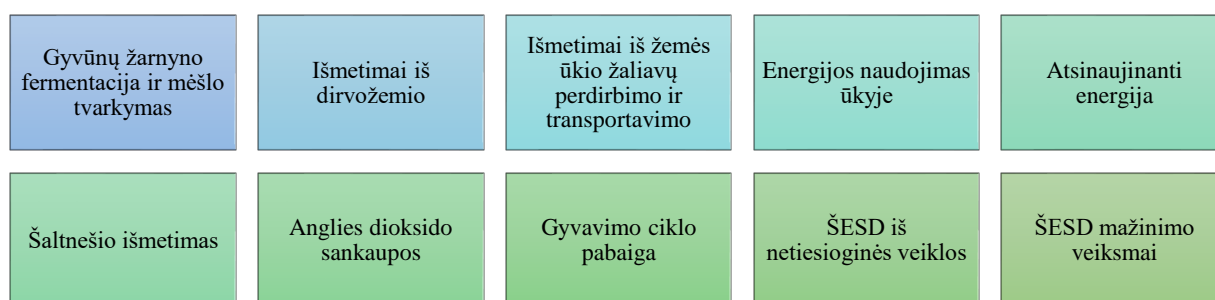 Gyvūnų žarnyno
fermentacija ir mėšlo
tvarkymas
Išmetimai iš
dirvožemio
Išmetimai iš žemės
ūkio žaliavų
perdirbimo ir
transportavimo
Energijos naudojimas
ūkyje
Atsinaujinanti
energija
Šaltnešio išmetimas
Anglies dioksido
sankaupos
Gyvavimo ciklo
pabaiga
ŠESD iš
netiesioginės veiklos
ŠESD mažinimo
veiksmai